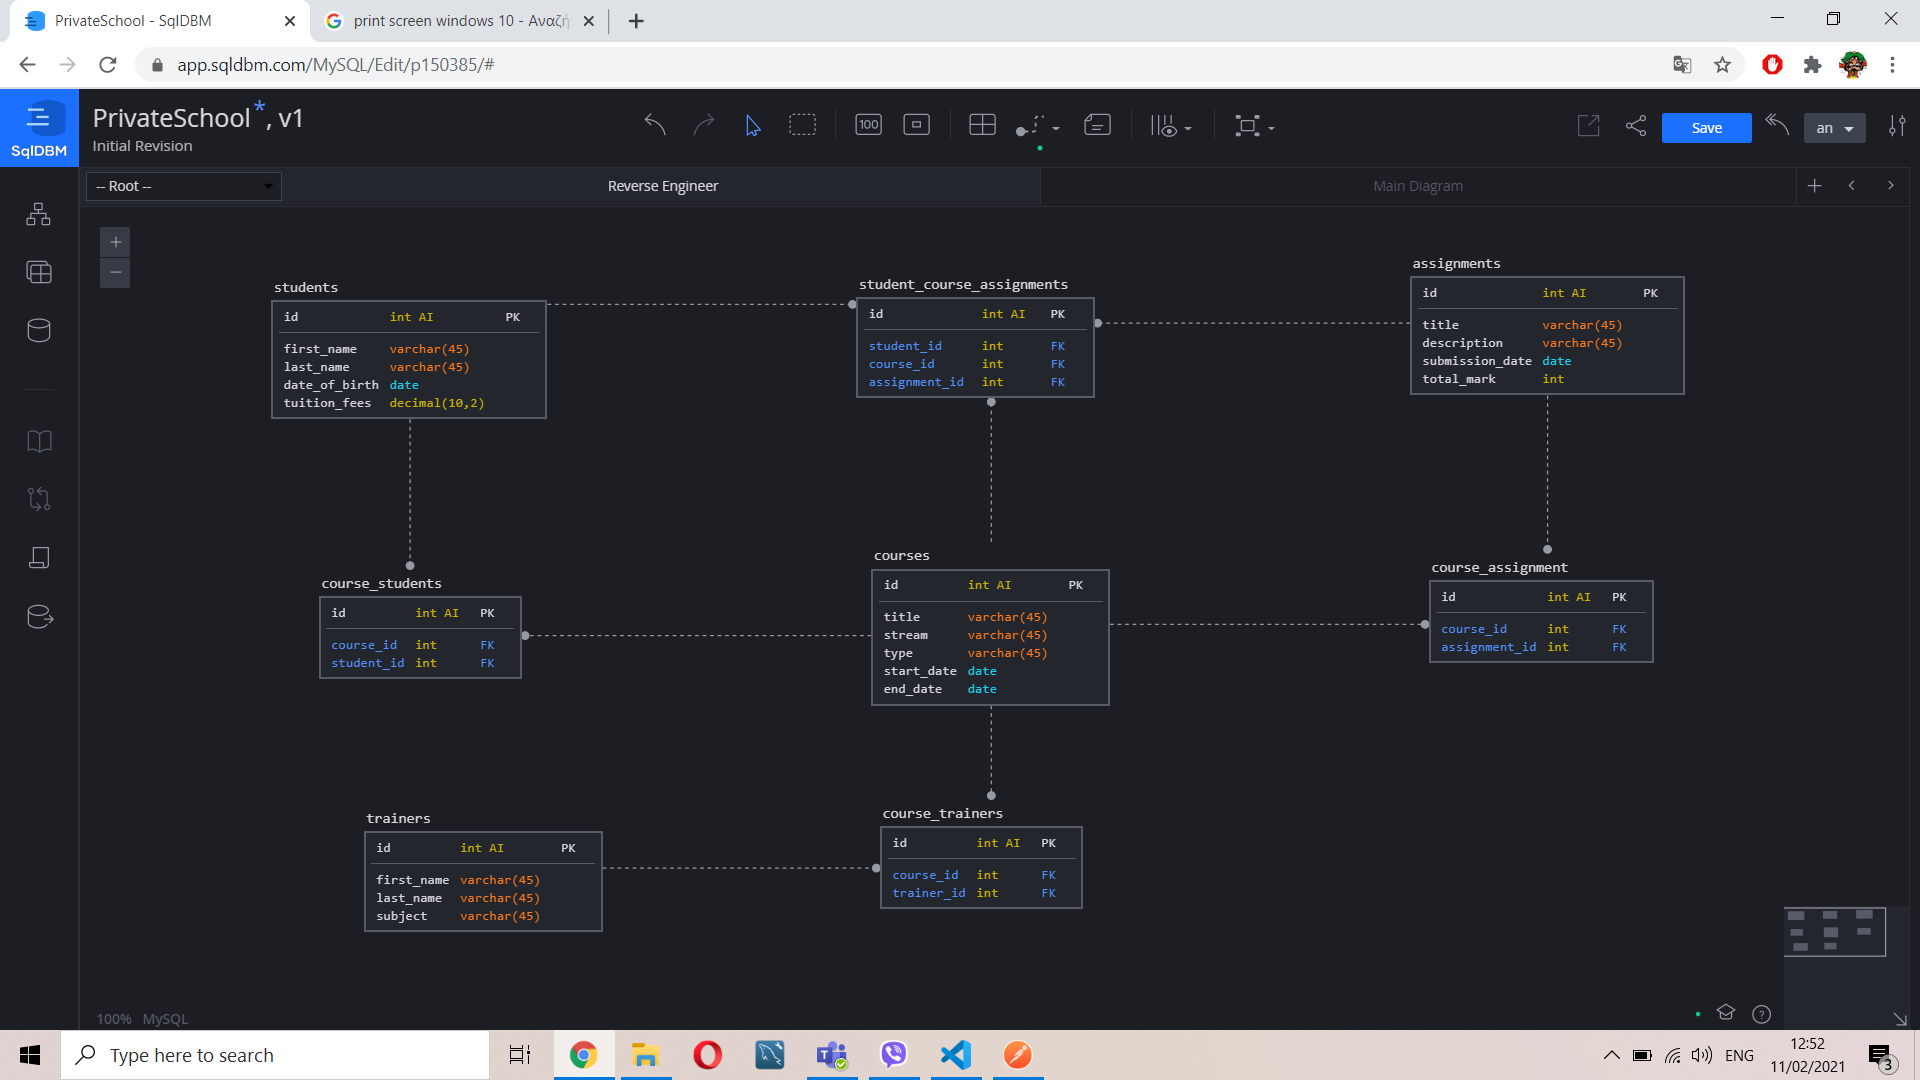 PrivateSchool - SqlDBM
print screen windows 10 - Αναζή
app.sqldbm.com/MySQL/Edit/p150385/#
SqlDBM
PrivateSchool*, v1
Initial Revision
100
Save
an
-- Root --
Reverse Engineer
Main Diagram
students
id int AI PK
first_name varchar(45)
last_name varchar(45)
date_of_birth date
tuition_fees decimal(10,2)
student_course_assignments
id int AI PK
student_id int FK
course_id int FK
assignment_id int FK
assignments
id int AI PK
title varchar(45)
description varchar(45)
submission_date date
total_mark int
course_students
id int AI PK
course_id int FK
student_id int FK
courses
id int AI PK
title varchar(45)
stream varchar(45)
type varchar(45)
start_date date
end_date date
course_assignment
id int AI PK
course_id int FK
assignment_id int FK
trainers
id int AI PK
first_name varchar(45)
last_name varchar(45)
subject varchar(45)
course_trainers
id int AI PK
course_id int FK
trainer_id int FK
100% MySQL
Type here to search
ENG
12:52
11/02/2021
3